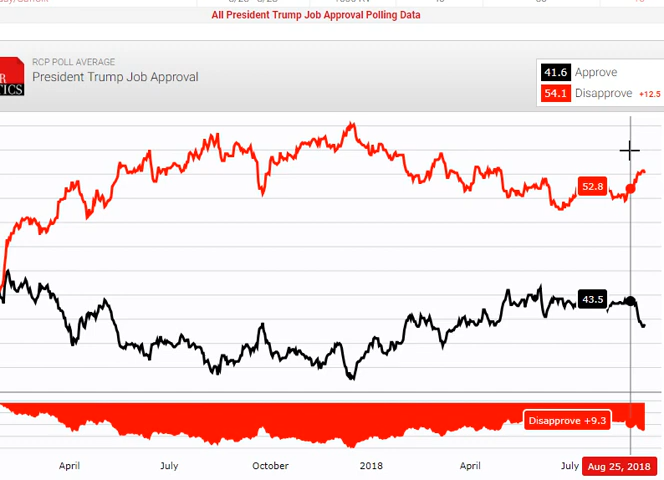 All President Trump Job Approval Polling Data
RCP POLL AVERAGE
President Trump Job Approval
TICS
41.6 Approve
54.1 Disapprove +12.5
52.8
43.5
Disapprove +9.3
April July October 2018 April July Aug 25, 2018